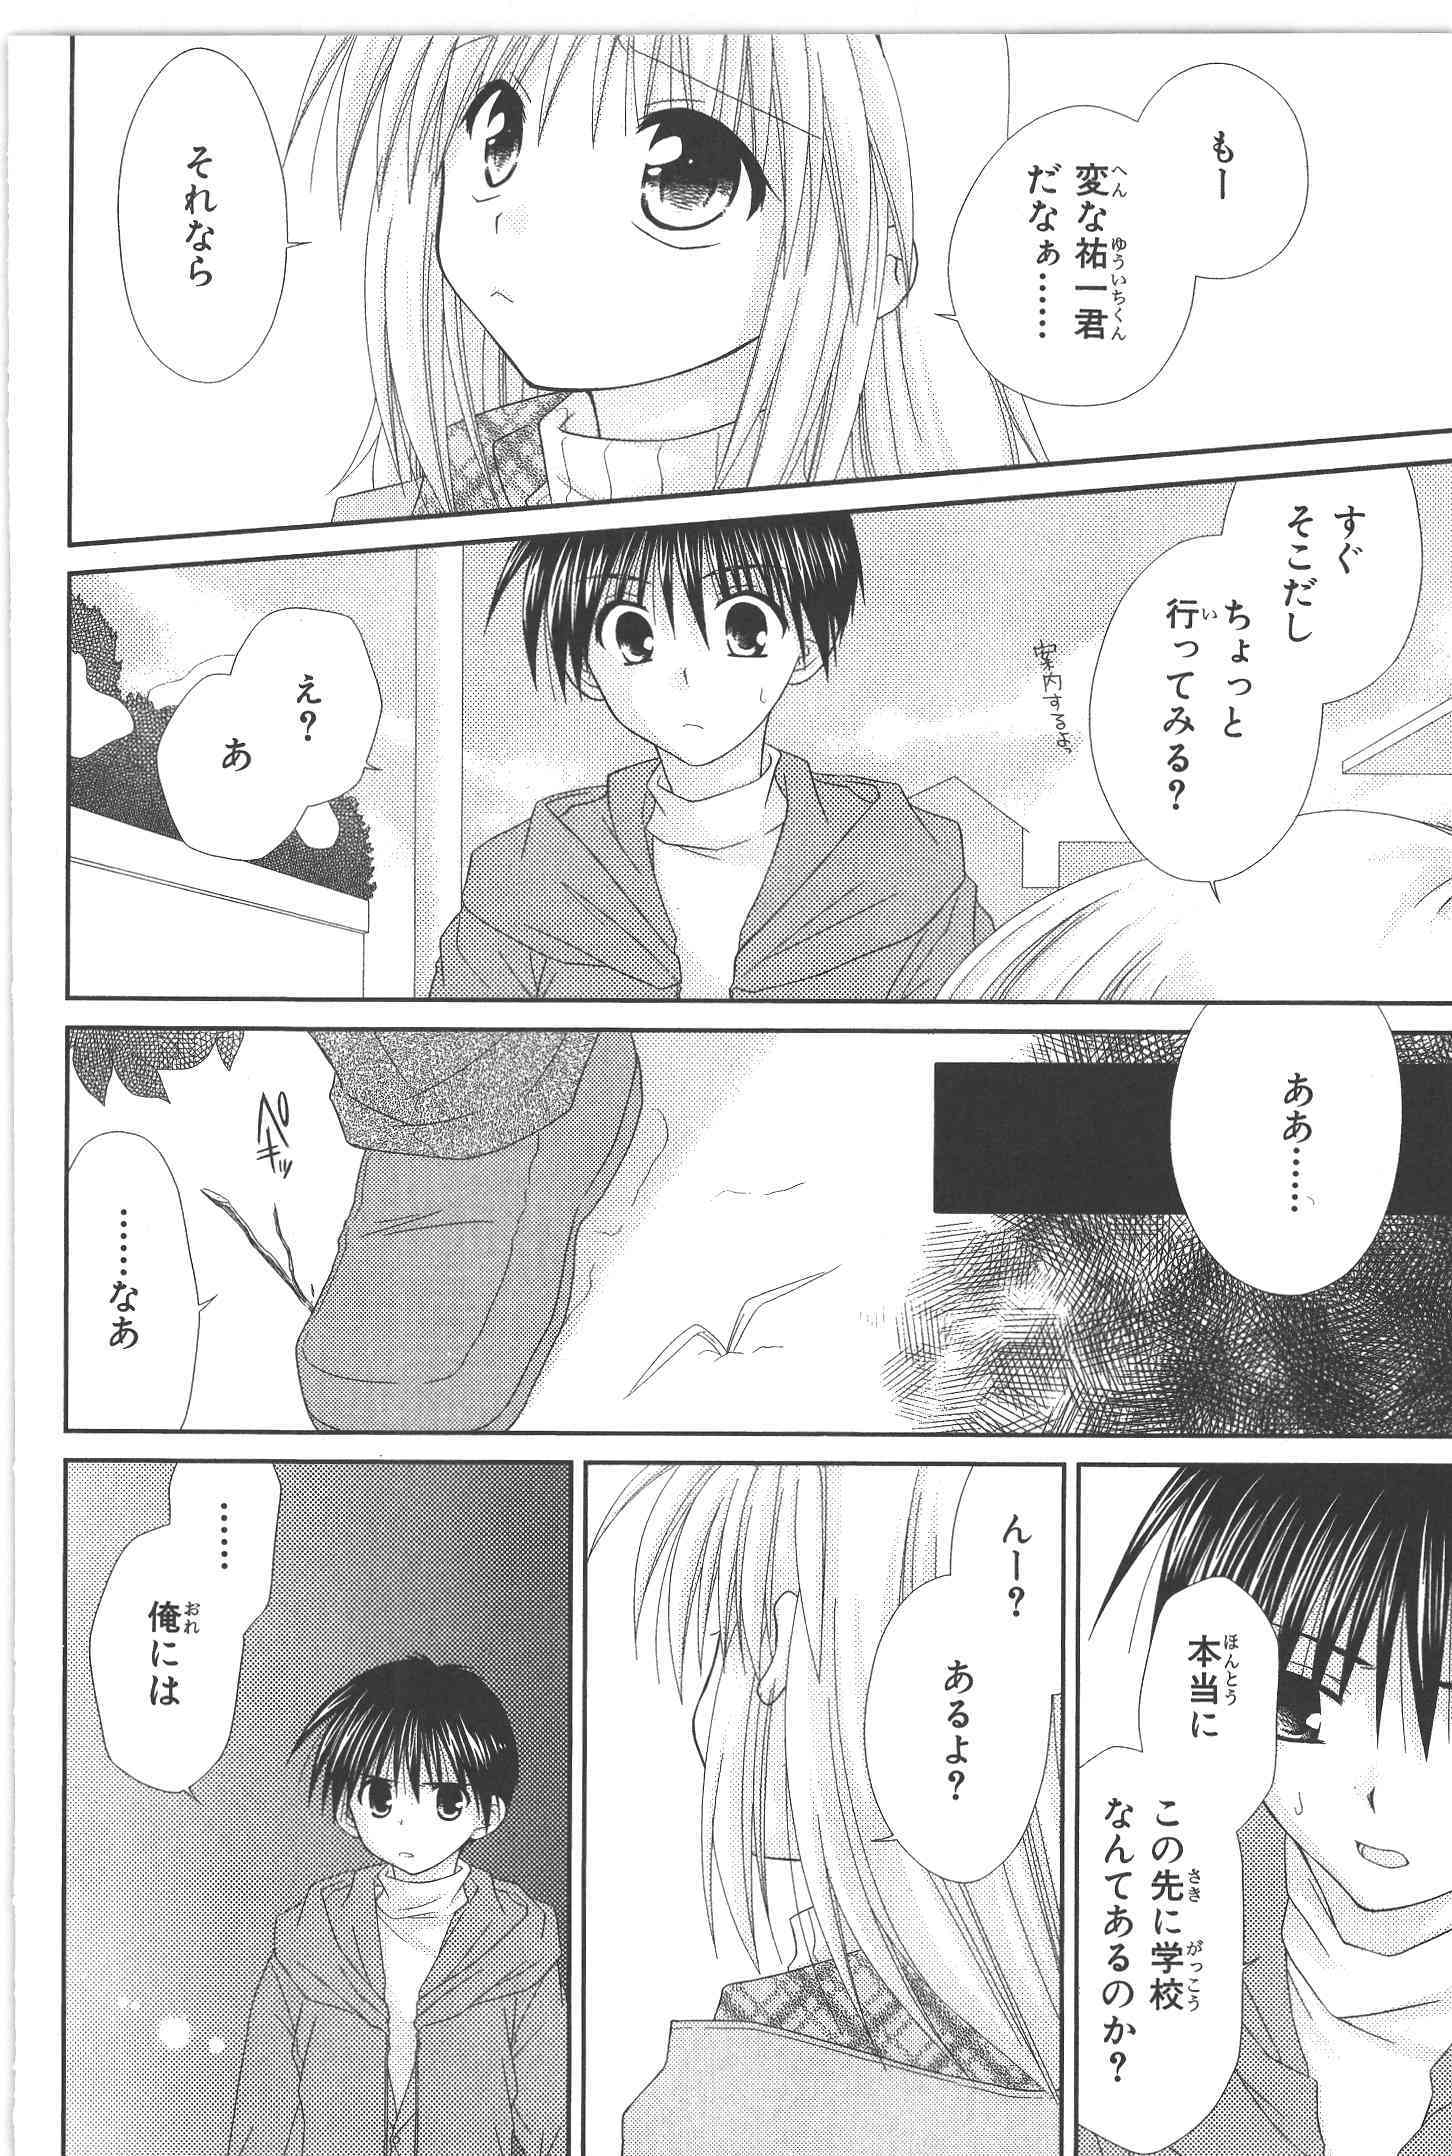 もー
変な祐一君
だなぁ……
それなら
すぐ
そこだし
ちょっと
行ってみる？
案内するよっ
え？
あ
ああ……
ペキッ
……なあ
本当に
この先に学校
なんてあるのか？
んー？
あるよ？
……
俺には